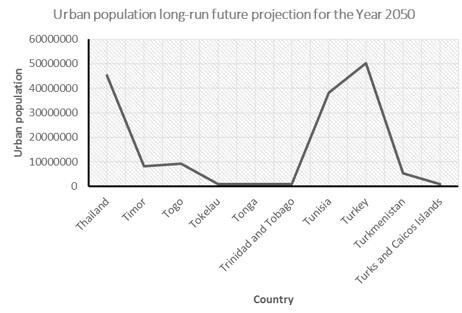 Urban population long-run future projection for the Year 2050
Urban population
60000000
50000000
40000000
30000000
20000000
10000000
0
Thailand
Timor
Togo
Tokelau
Tonga
Trinidad and Tobago
Tunisia
Turkey
Turkmenistan
Turks and Caicos Islands
Country